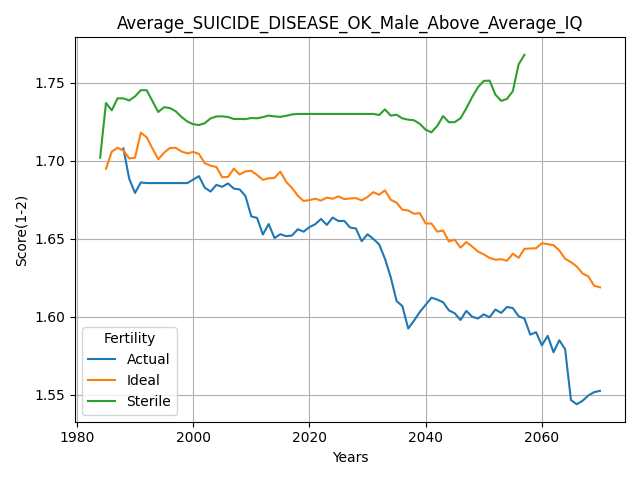 Average_SUICIDE_DISEASE_OK_Male_Above_Average_IQ
Score(1-2)
1.75
1.70
1.65
1.60
1.55
Fertility
Actual
Ideal
Sterile
1980
2000
2020
2040
2060
Years